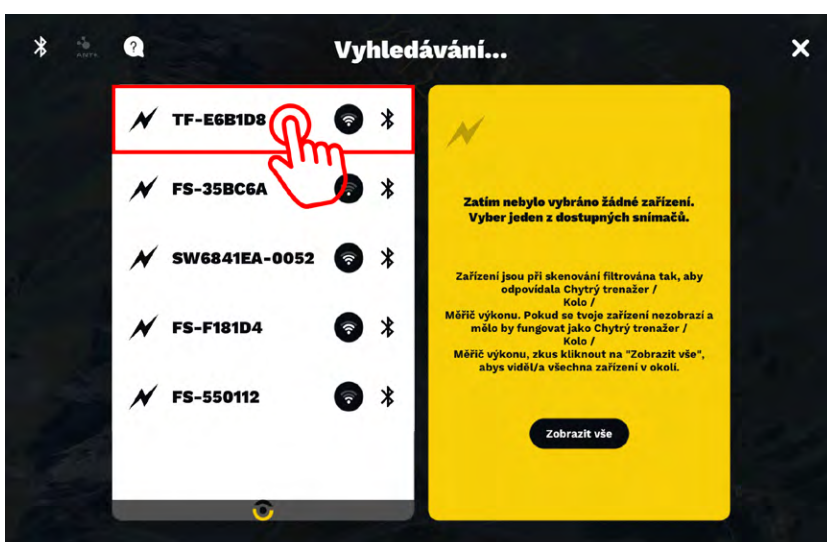 Vyhledávání...
TF-E6B1D8
FS-35BC6A
SW6841EA-0052
FS-F181D4
FS-550112
Zatím nebylo vybráno žádné zařízení.
Vyber jeden z dostupných snímačů.
Zařízení jsou při skenování filtrována tak, aby
odpovídala Chytrý trenažer /
Kolo /
Měřič výkonu. Pokud se tvoje zařízení nezobrazí a
mělo by fungovat jako Chytrý trenažer /
Kolo /
Měřič výkonu, zkus kliknout na "Zobrazit vše",
abys viděl/a všechna zařízení v okolí.
Zobrazit vše